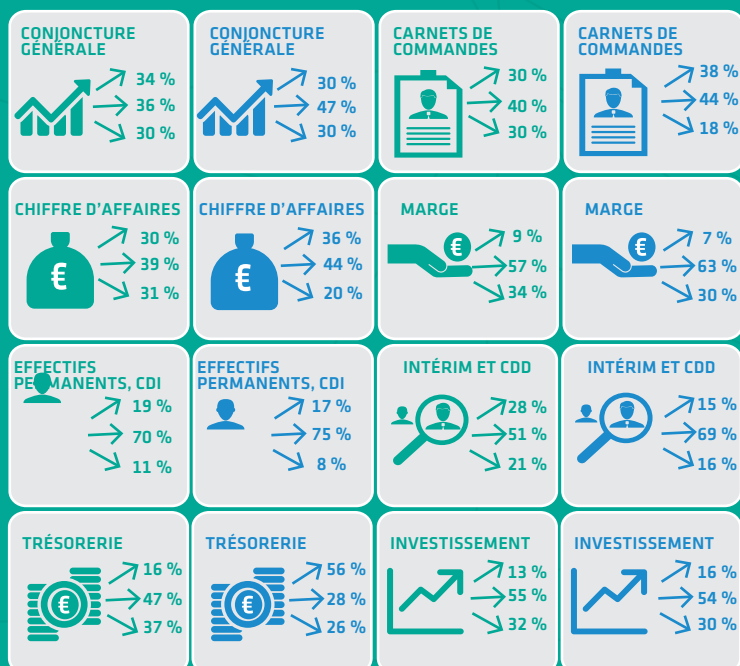 CONJONCTURE
GÉNÉRALE
34 %
36 %
30 %
CONJONCTURE
GÉNÉRALE
30 %
47 %
30 %
CARNETS DE
COMMANDES
30 %
40 %
30 %
CARNETS DE
COMMANDES
38 %
44 %
18 %
CHIFFRE D'AFFAIRES
€
30 %
39 %
31 %
CHIFFRE D'AFFAIRES
€
36 %
44 %
20 %
MARGE
€
9 %
57 %
34 %
MARGE
€
7 %
63 %
30 %
EFFECTIFS
PERMANENTS, CDI
19 %
70 %
11 %
EFFECTIFS
PERMANENTS, CDI
17 %
75 %
8 %
INTÉRIM ET CDD
28 %
51 %
21 %
INTÉRIM ET CDD
15 %
69 %
16 %
TRÉSORERIE
€
16 %
47 %
37 %
TRÉSORERIE
€
56 %
28 %
26 %
INVESTISSEMENT
13 %
55 %
32 %
INVESTISSEMENT
16 %
54 %
30 %